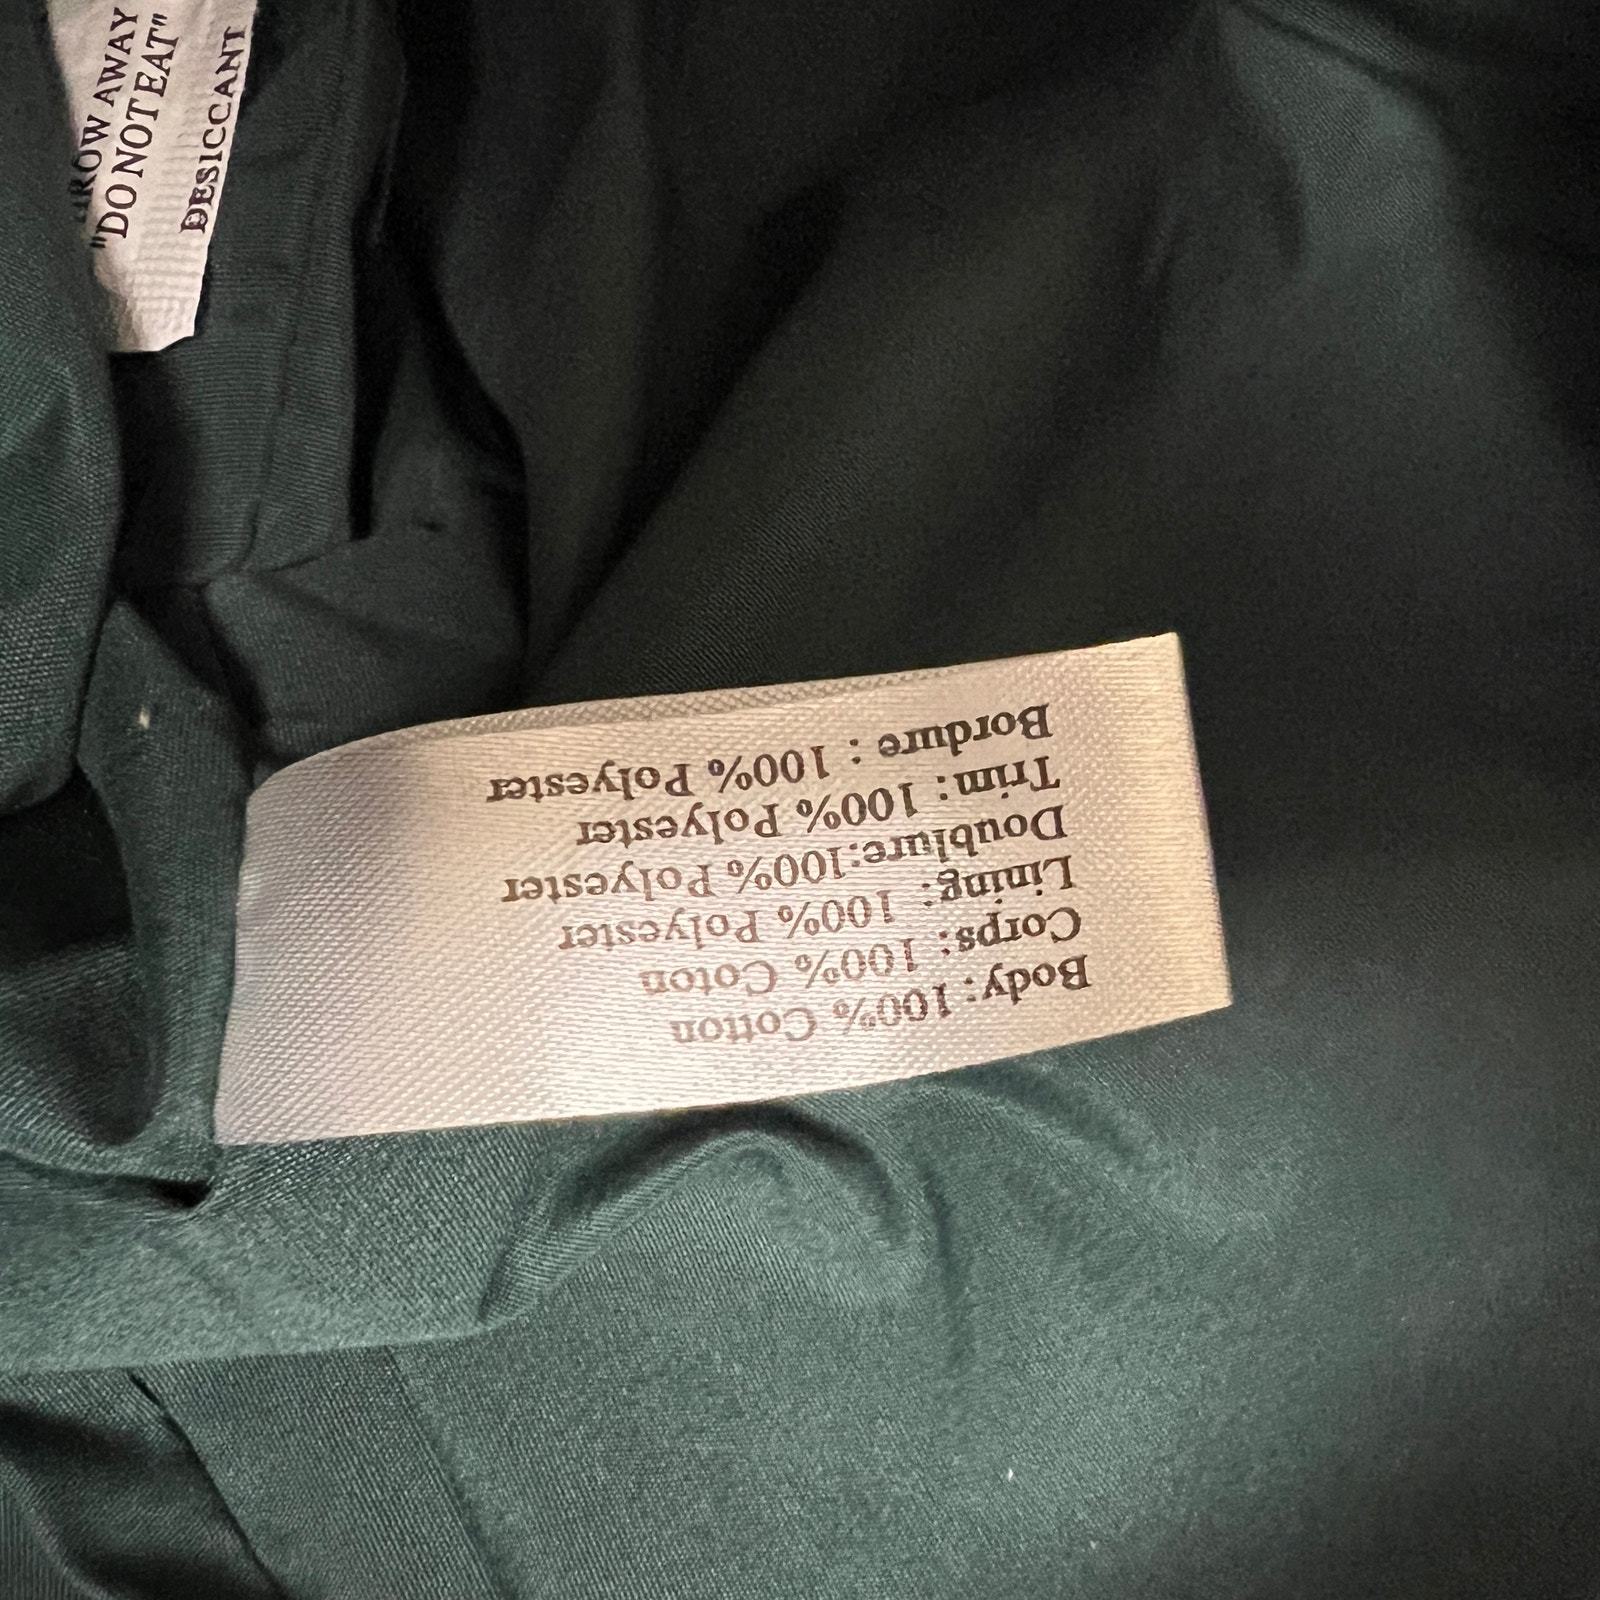 "DO NOT EAT"
DESICCANT
Body: 100% Cotton
Corps: 100% Coton
Lining: 100% Polyester
Doublure:100% Polyester
Trim: 100% Polyester
Bordure : 100% Polyester